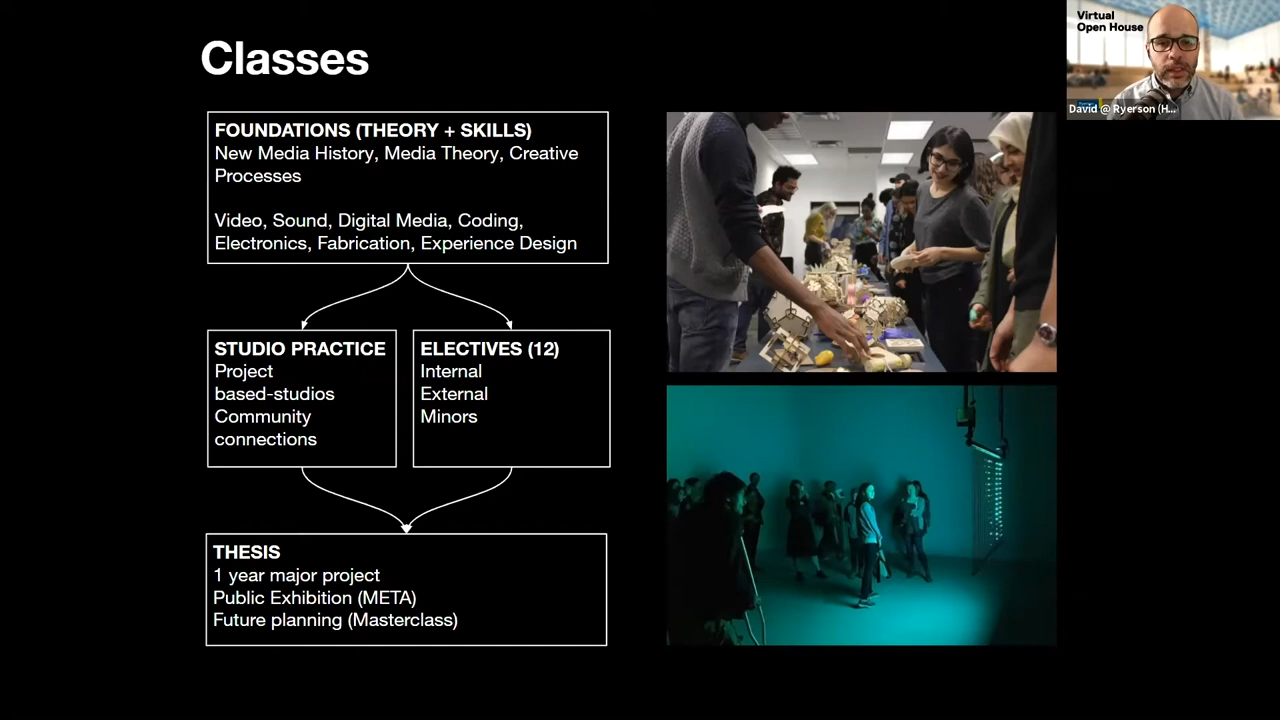 Classes
FOUNDATIONS (THEORY + SKILLS)
New Media History, Media Theory, Creative
Processes
Video, Sound, Digital Media, Coding,
Electronics, Fabrication, Experience Design
STUDIO PRACTICE
Project
based-studios
Community
connections
ELECTIVES (12)
Internal
External
Minors
THESIS
1 year major project
Public Exhibition (META)
Future planning (Masterclass)
Virtual
Open House
David @ Ryerson (H...